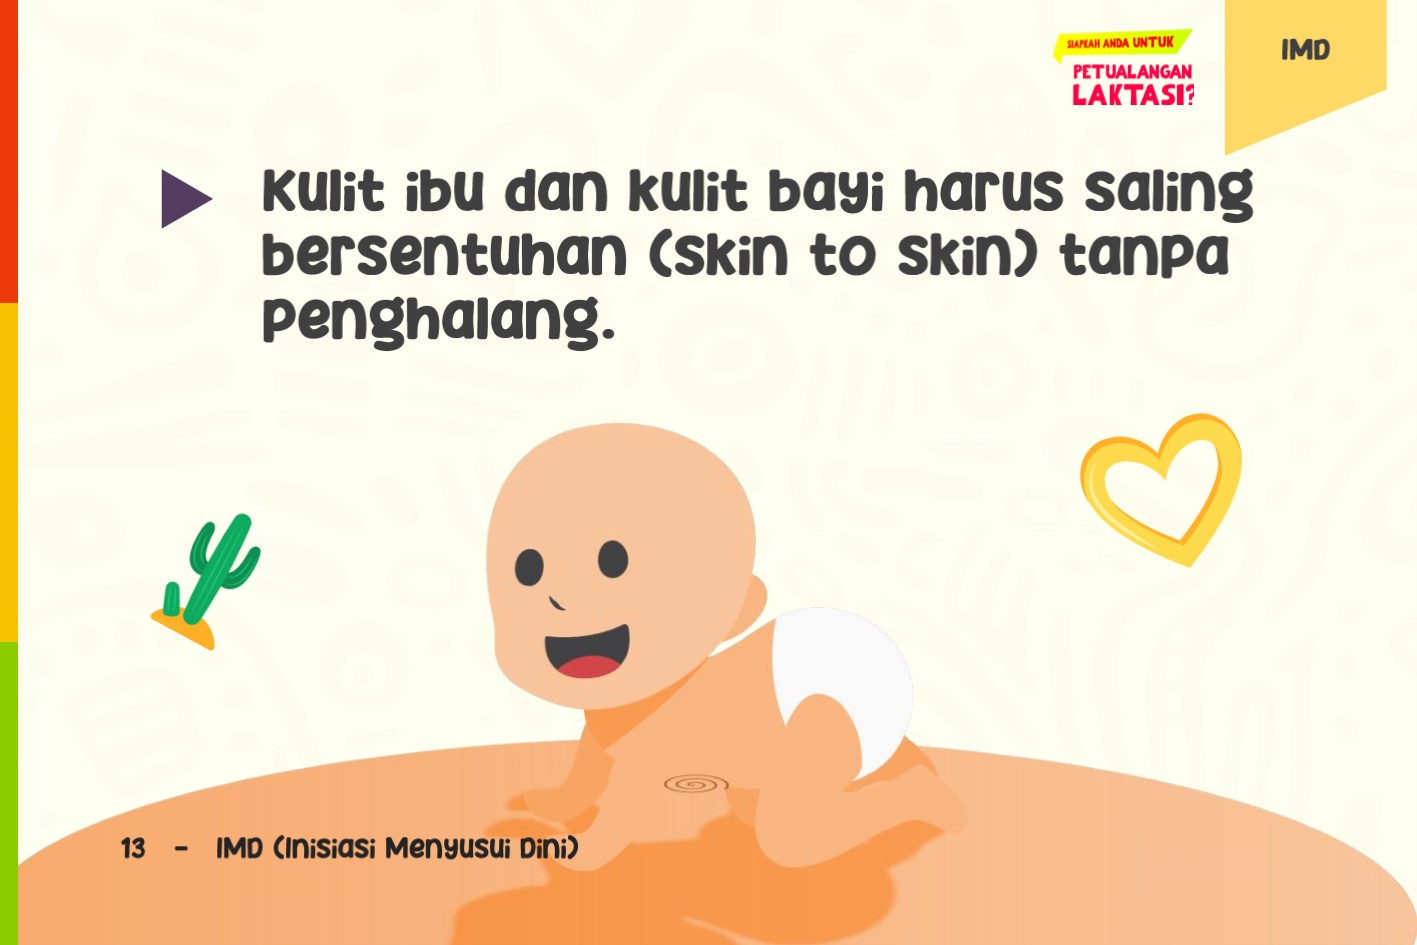 SIAPKAH ANDA UNTUK
PETUALANGAN
LAKTASI?
IMD
Kulit ibu dan kulit bayi harus saling
bersentuhan (skin to skin) tanpa
penghalang.
13 - IMD (Inisiasi Menyusui Dini)